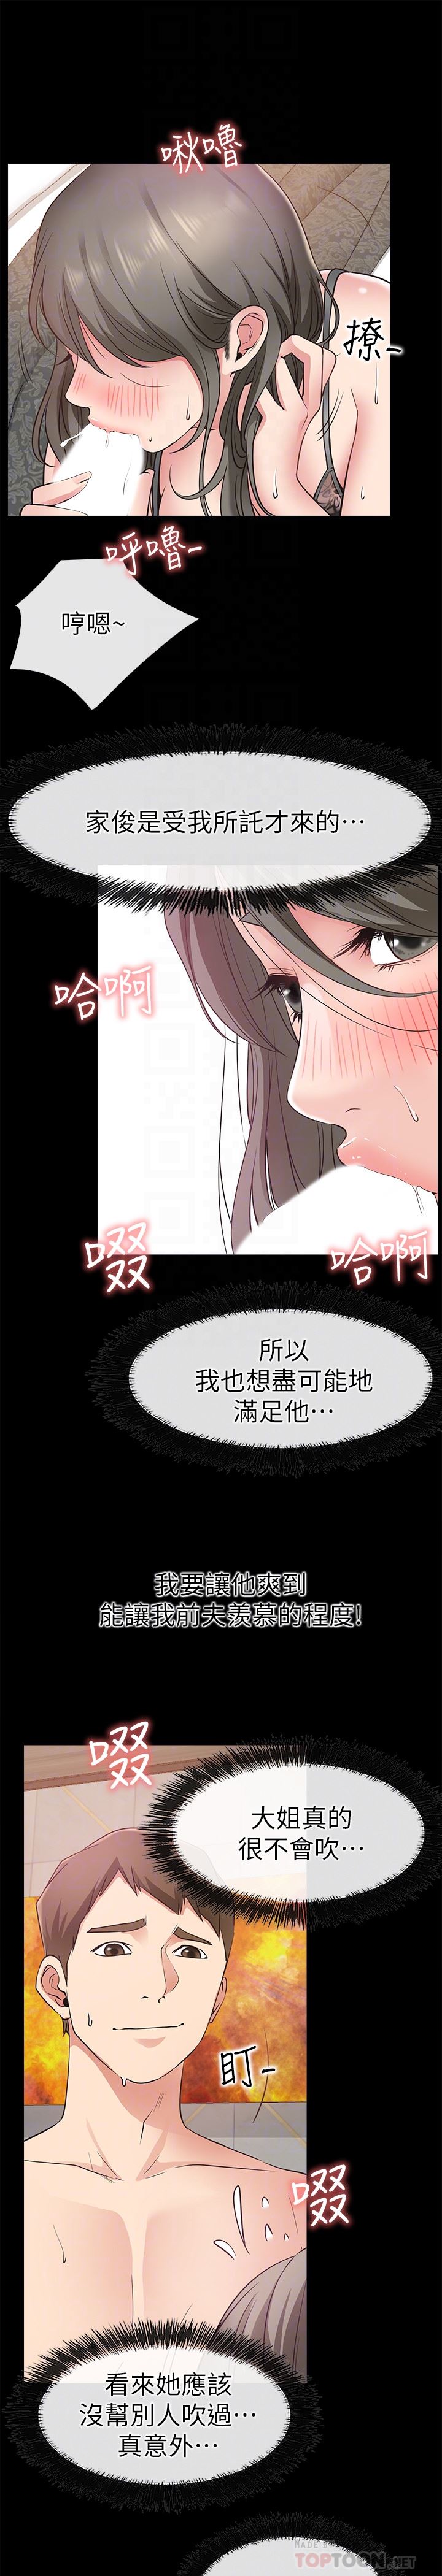 啾嚕
撩-
呼嚕-
哼嗯~
家俊是受我所託才來的…
哈啊
啜
哈啊
所以
我也想盡可能地
滿足他…
我要讓他爽到
能讓我前夫羨慕的程度!
啜
大姐真的
很不會吹…
盯-
啜
看來她應該
沒幫別人吹過…
真意外…
TOPTOON.NET